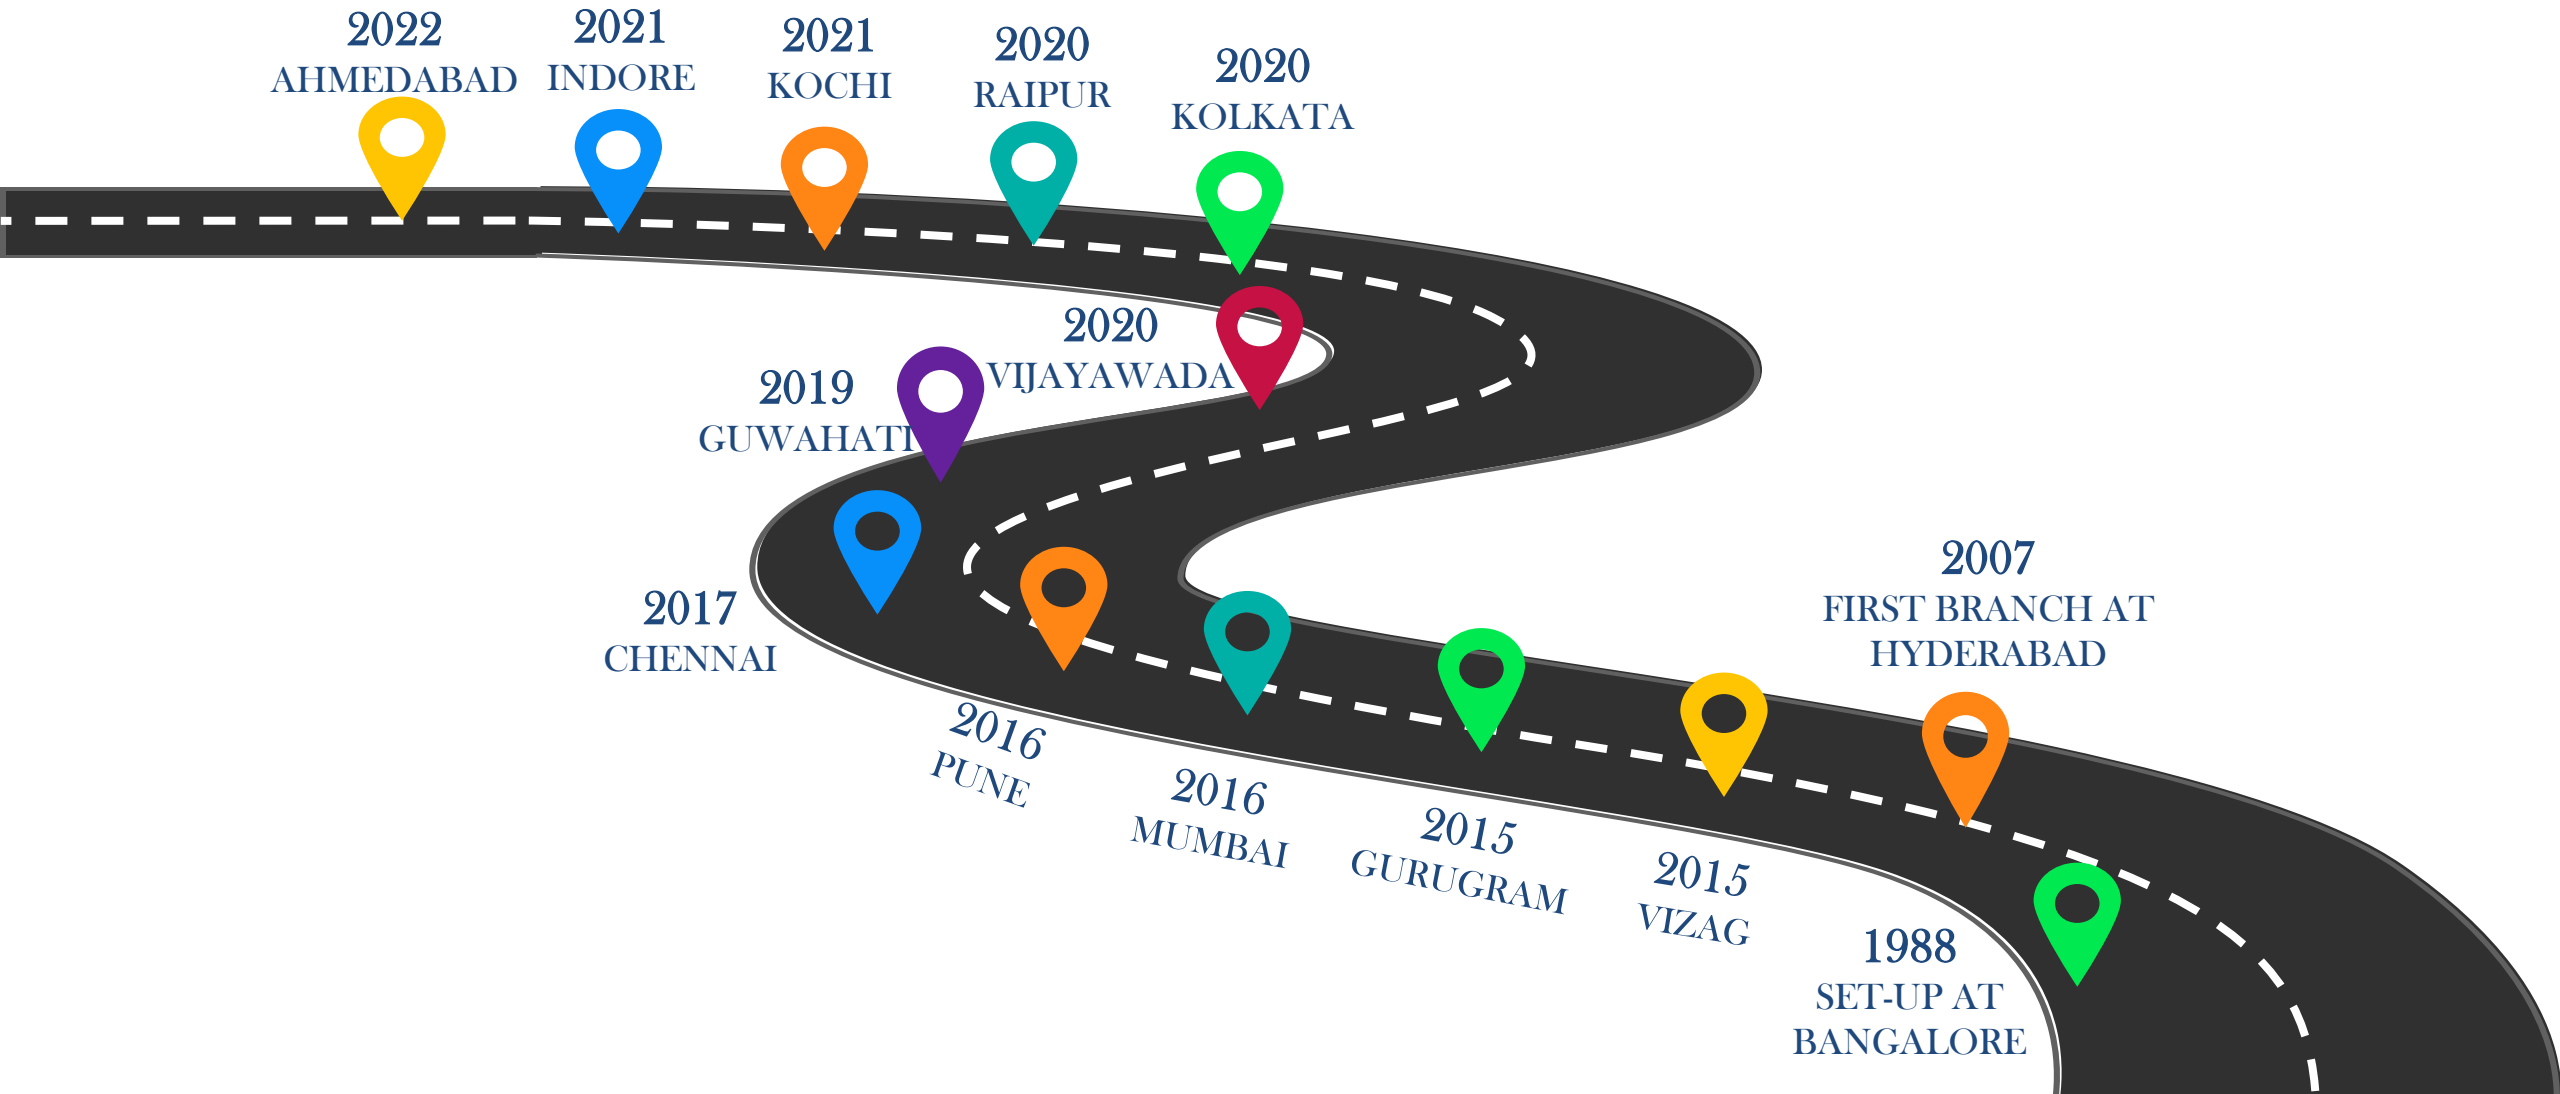 2022
AHMEDABAD
2021
INDORE
2021
KOCHI
2020
RAIPUR
2020
KOLKATA
2020
VIJAYAWADA
2019
GUWAHATI
2017
CHENNAI
2016
PUNE
2016
MUMBAI
2015
GURUGRAM
2015
VIZAG
2007
FIRST BRANCH AT
HYDERABAD
1988
SET-UP AT
BANGALORE